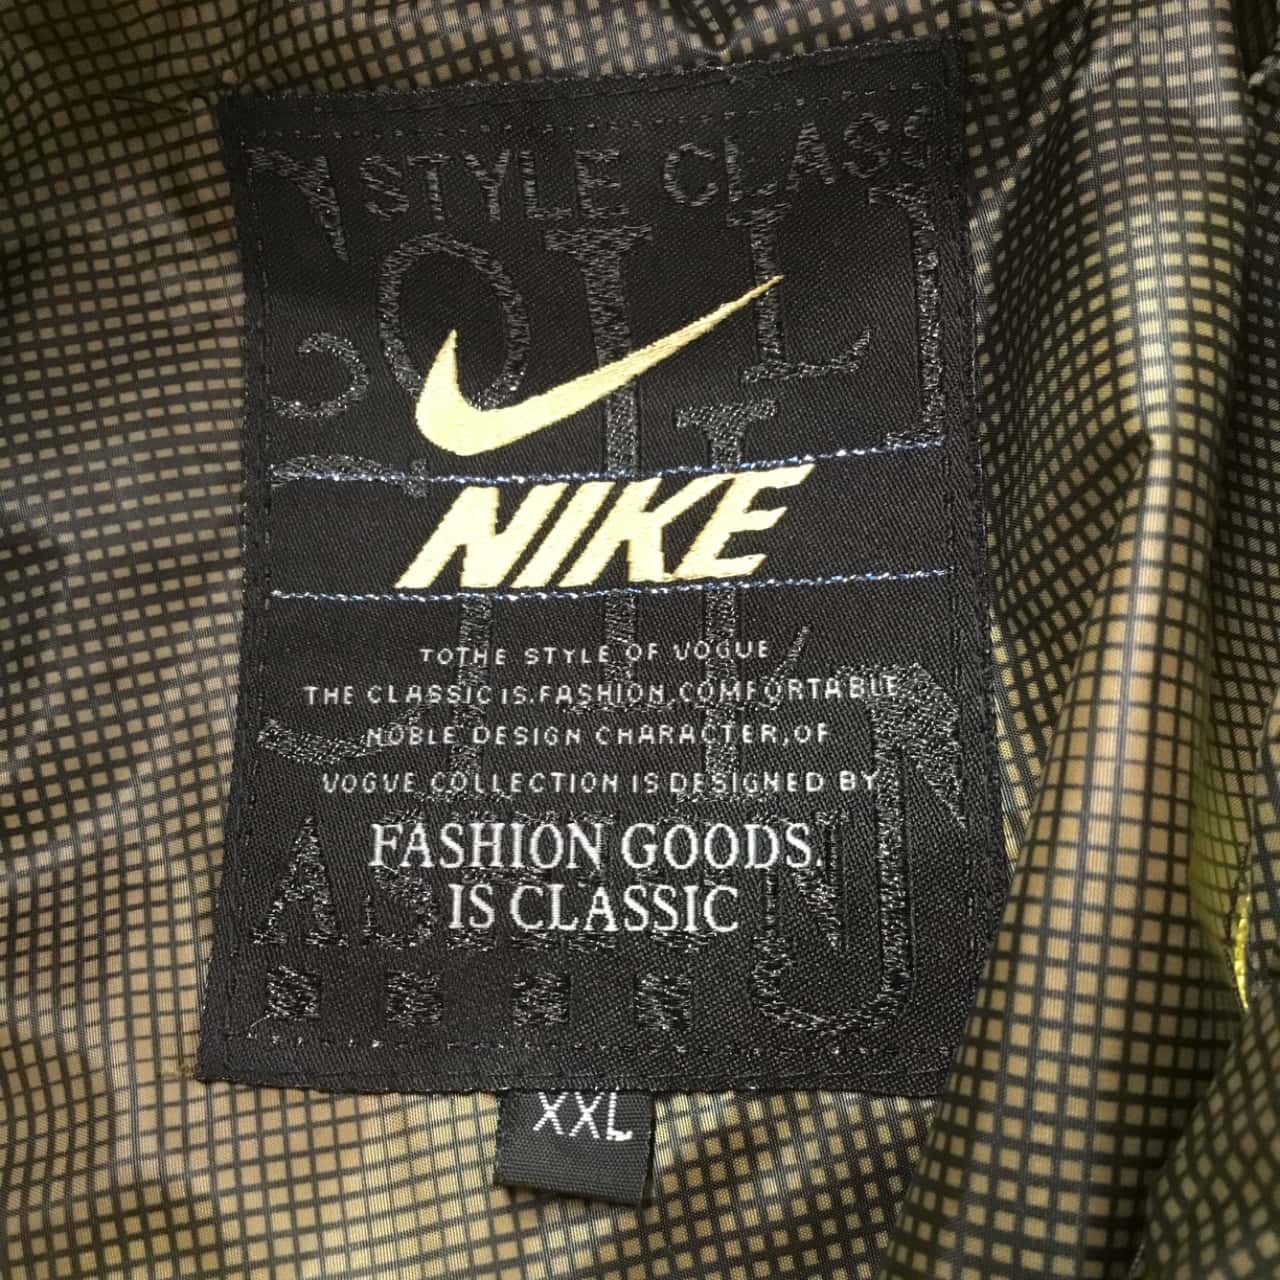 STYLE CLASS
NIKE
TOTHE STYLE OF VOGUE
THE CLASSIC IS.FASHION.COMFORTABLE
NOBLE DESIGN CHARACTER,OF
VOGUE COLLECTION IS DESIGNED BY
FASHION GOODS.
IS CLASSIC
XXL